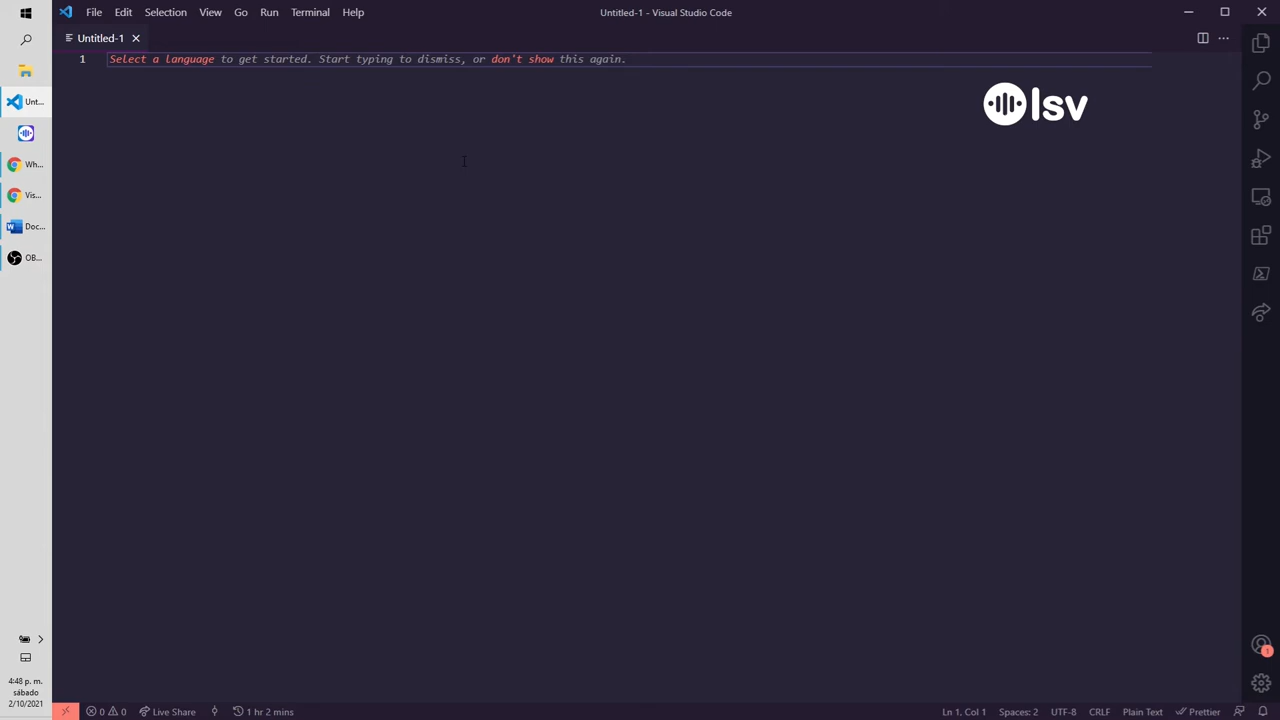 File Edit Selection View Go Run Terminal Help
Untitled-1 - Visual Studio Code
Untitled-1
1 Select a language to get started. Start typing to dismiss, or don't show this again.
lsv
Unt...
Wh...
Vis...
Doc...
OB...
4:48 p. m.
sábado
2/10/2021
0 0 Live Share 1 hr 2 mins Ln 1, Col 1 Spaces: 2 UTF-8 CRLF Plain Text Prettier
1